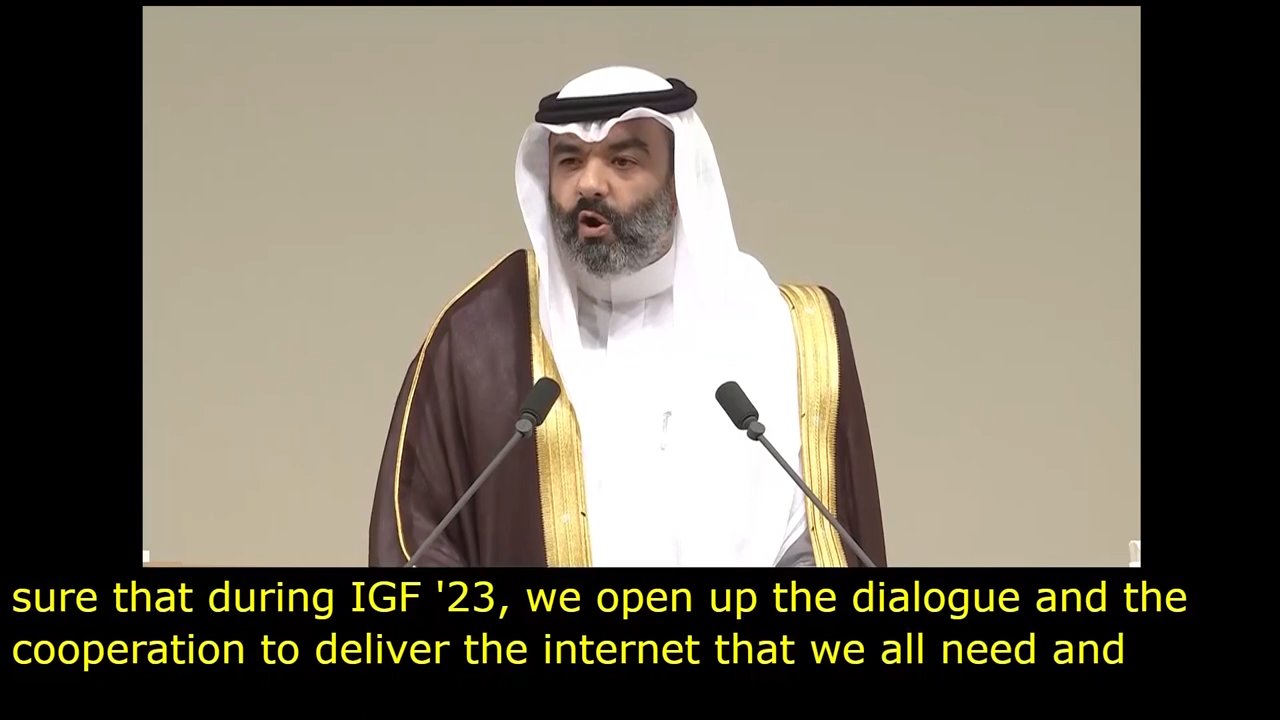 sure that during IGF '23, we open up the dialogue and the
cooperation to deliver the internet that we all need and